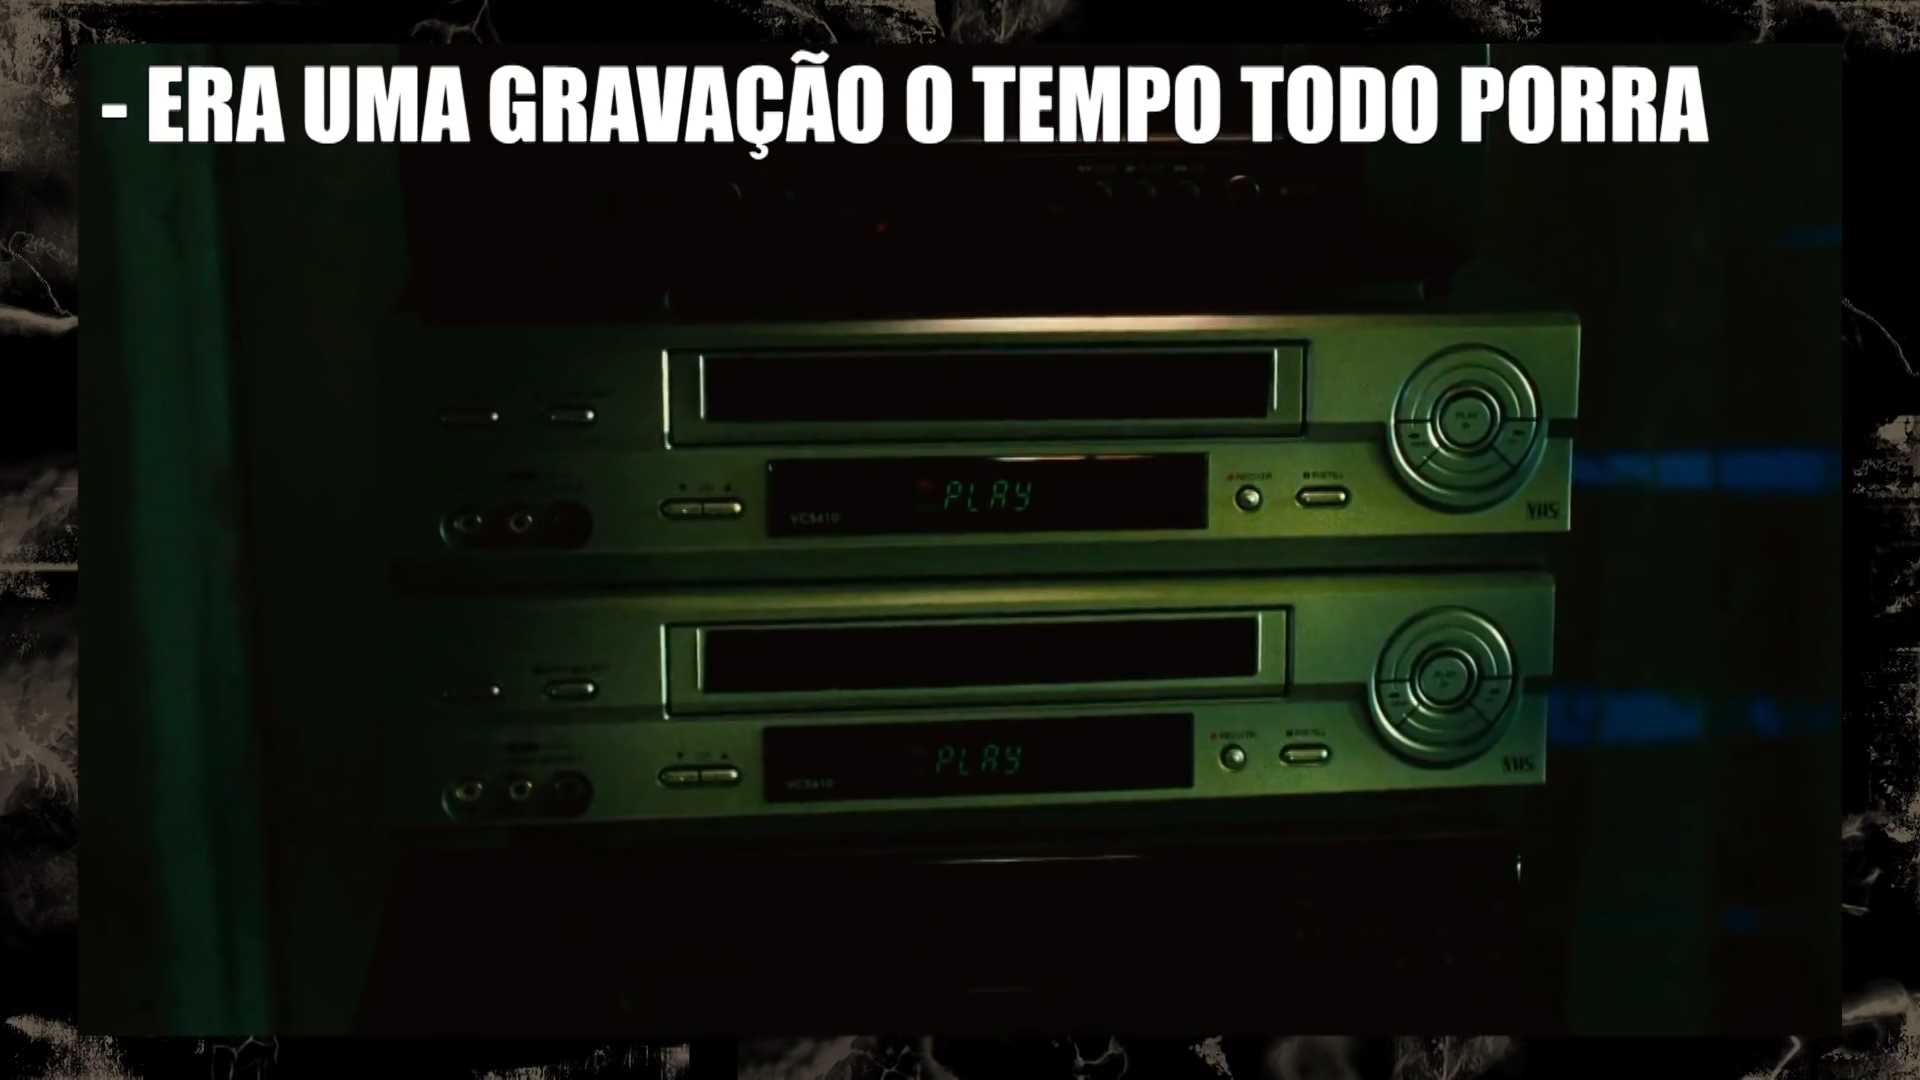 - ERA UMA GRAVAÇÃO O TEMPO TODO PORRA
PLAY
VHS
PLAY
VHS